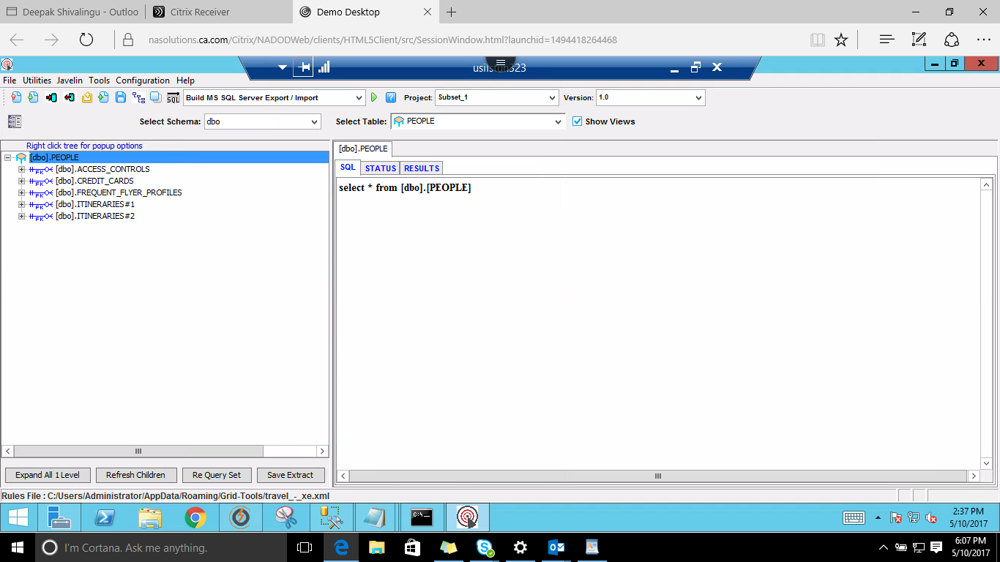 Deepak Shivalingu - Outloo
Citrix Receiver
Demo Desktop
nasolutions.ca.com/Citrix/NADODWeb/clients/HTML5Client/src/SessionWindow.html?launchid=1494418264468
File Utilities Javelin Tools Configuration Help
SQL Build MS SQL Server Export / Import Project: Subset_1 Version: 1.0
Select Schema: dbo Select Table: PEOPLE Show Views
Right click tree for popup options
[dbo].PEOPLE
FK [dbo].ACCESS_CONTROLS
FK [dbo].CREDIT_CARDS
FK [dbo].FREQUENT_FLYER_PROFILES
FK [dbo].ITINERARIES#1
FK [dbo].ITINERARIES#2
[dbo].PEOPLE
SQL STATUS RESULTS
select * from [dbo].[PEOPLE]
Expand All 1 Level Refresh Children Re Query Set Save Extract
Rules File : C:/Users/Administrator/AppData/Roaming/Grid-Tools/travel_-_xe.xml
2:37 PM
5/10/2017
I'm Cortana. Ask me anything.
6:07 PM
5/10/2017